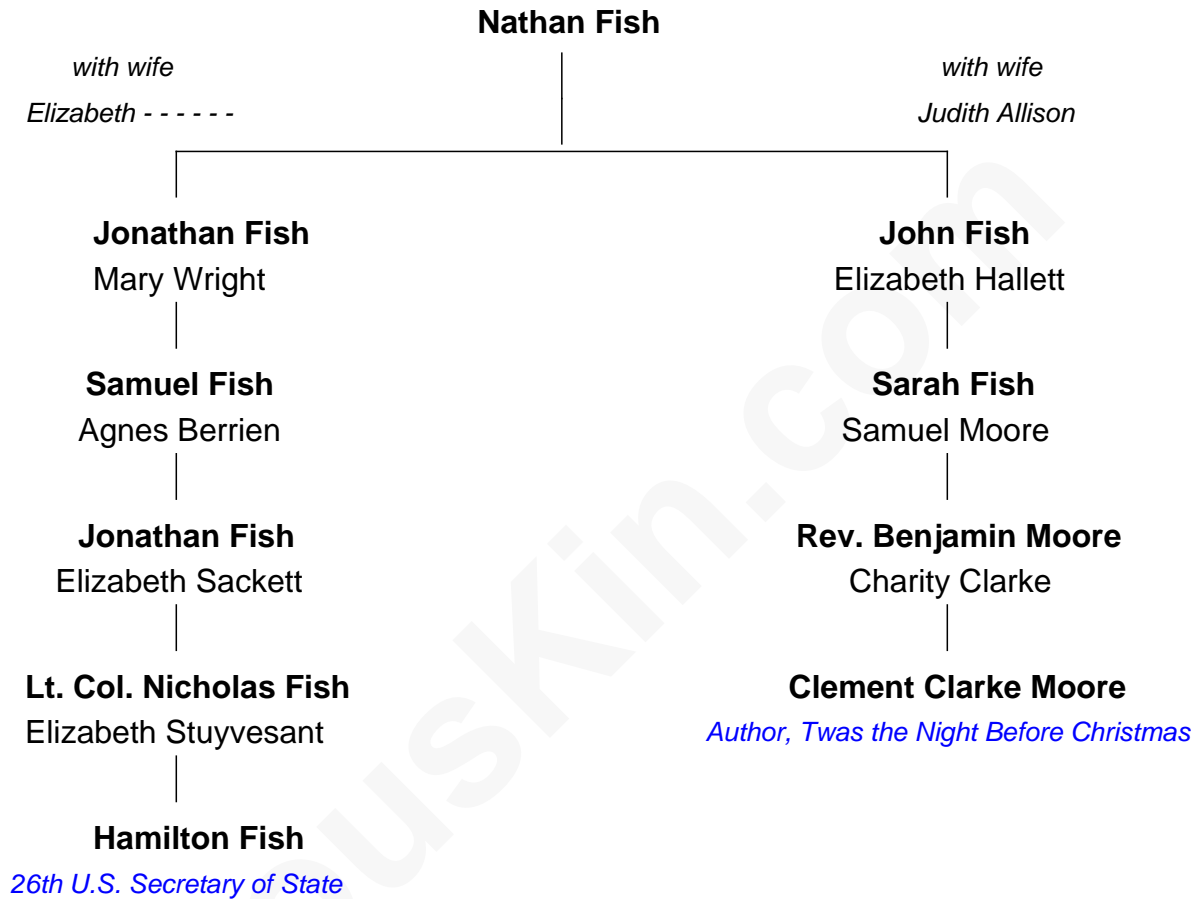 Nathan Fish
with wife
Elizabeth - - - - - -
with wife
Judith Allison
Jonathan Fish
Mary Wright
John Fish
Elizabeth Hallett
Samuel Fish
Agnes Berrien
Sarah Fish
Samuel Moore
Jonathan Fish
Elizabeth Sackett
Rev. Benjamin Moore
Charity Clarke
Lt. Col. Nicholas Fish
Elizabeth Stuyvesant
Clement Clarke Moore
Author, Twas the Night Before Christmas
Hamilton Fish
26th U.S. Secretary of State
ousKin.com